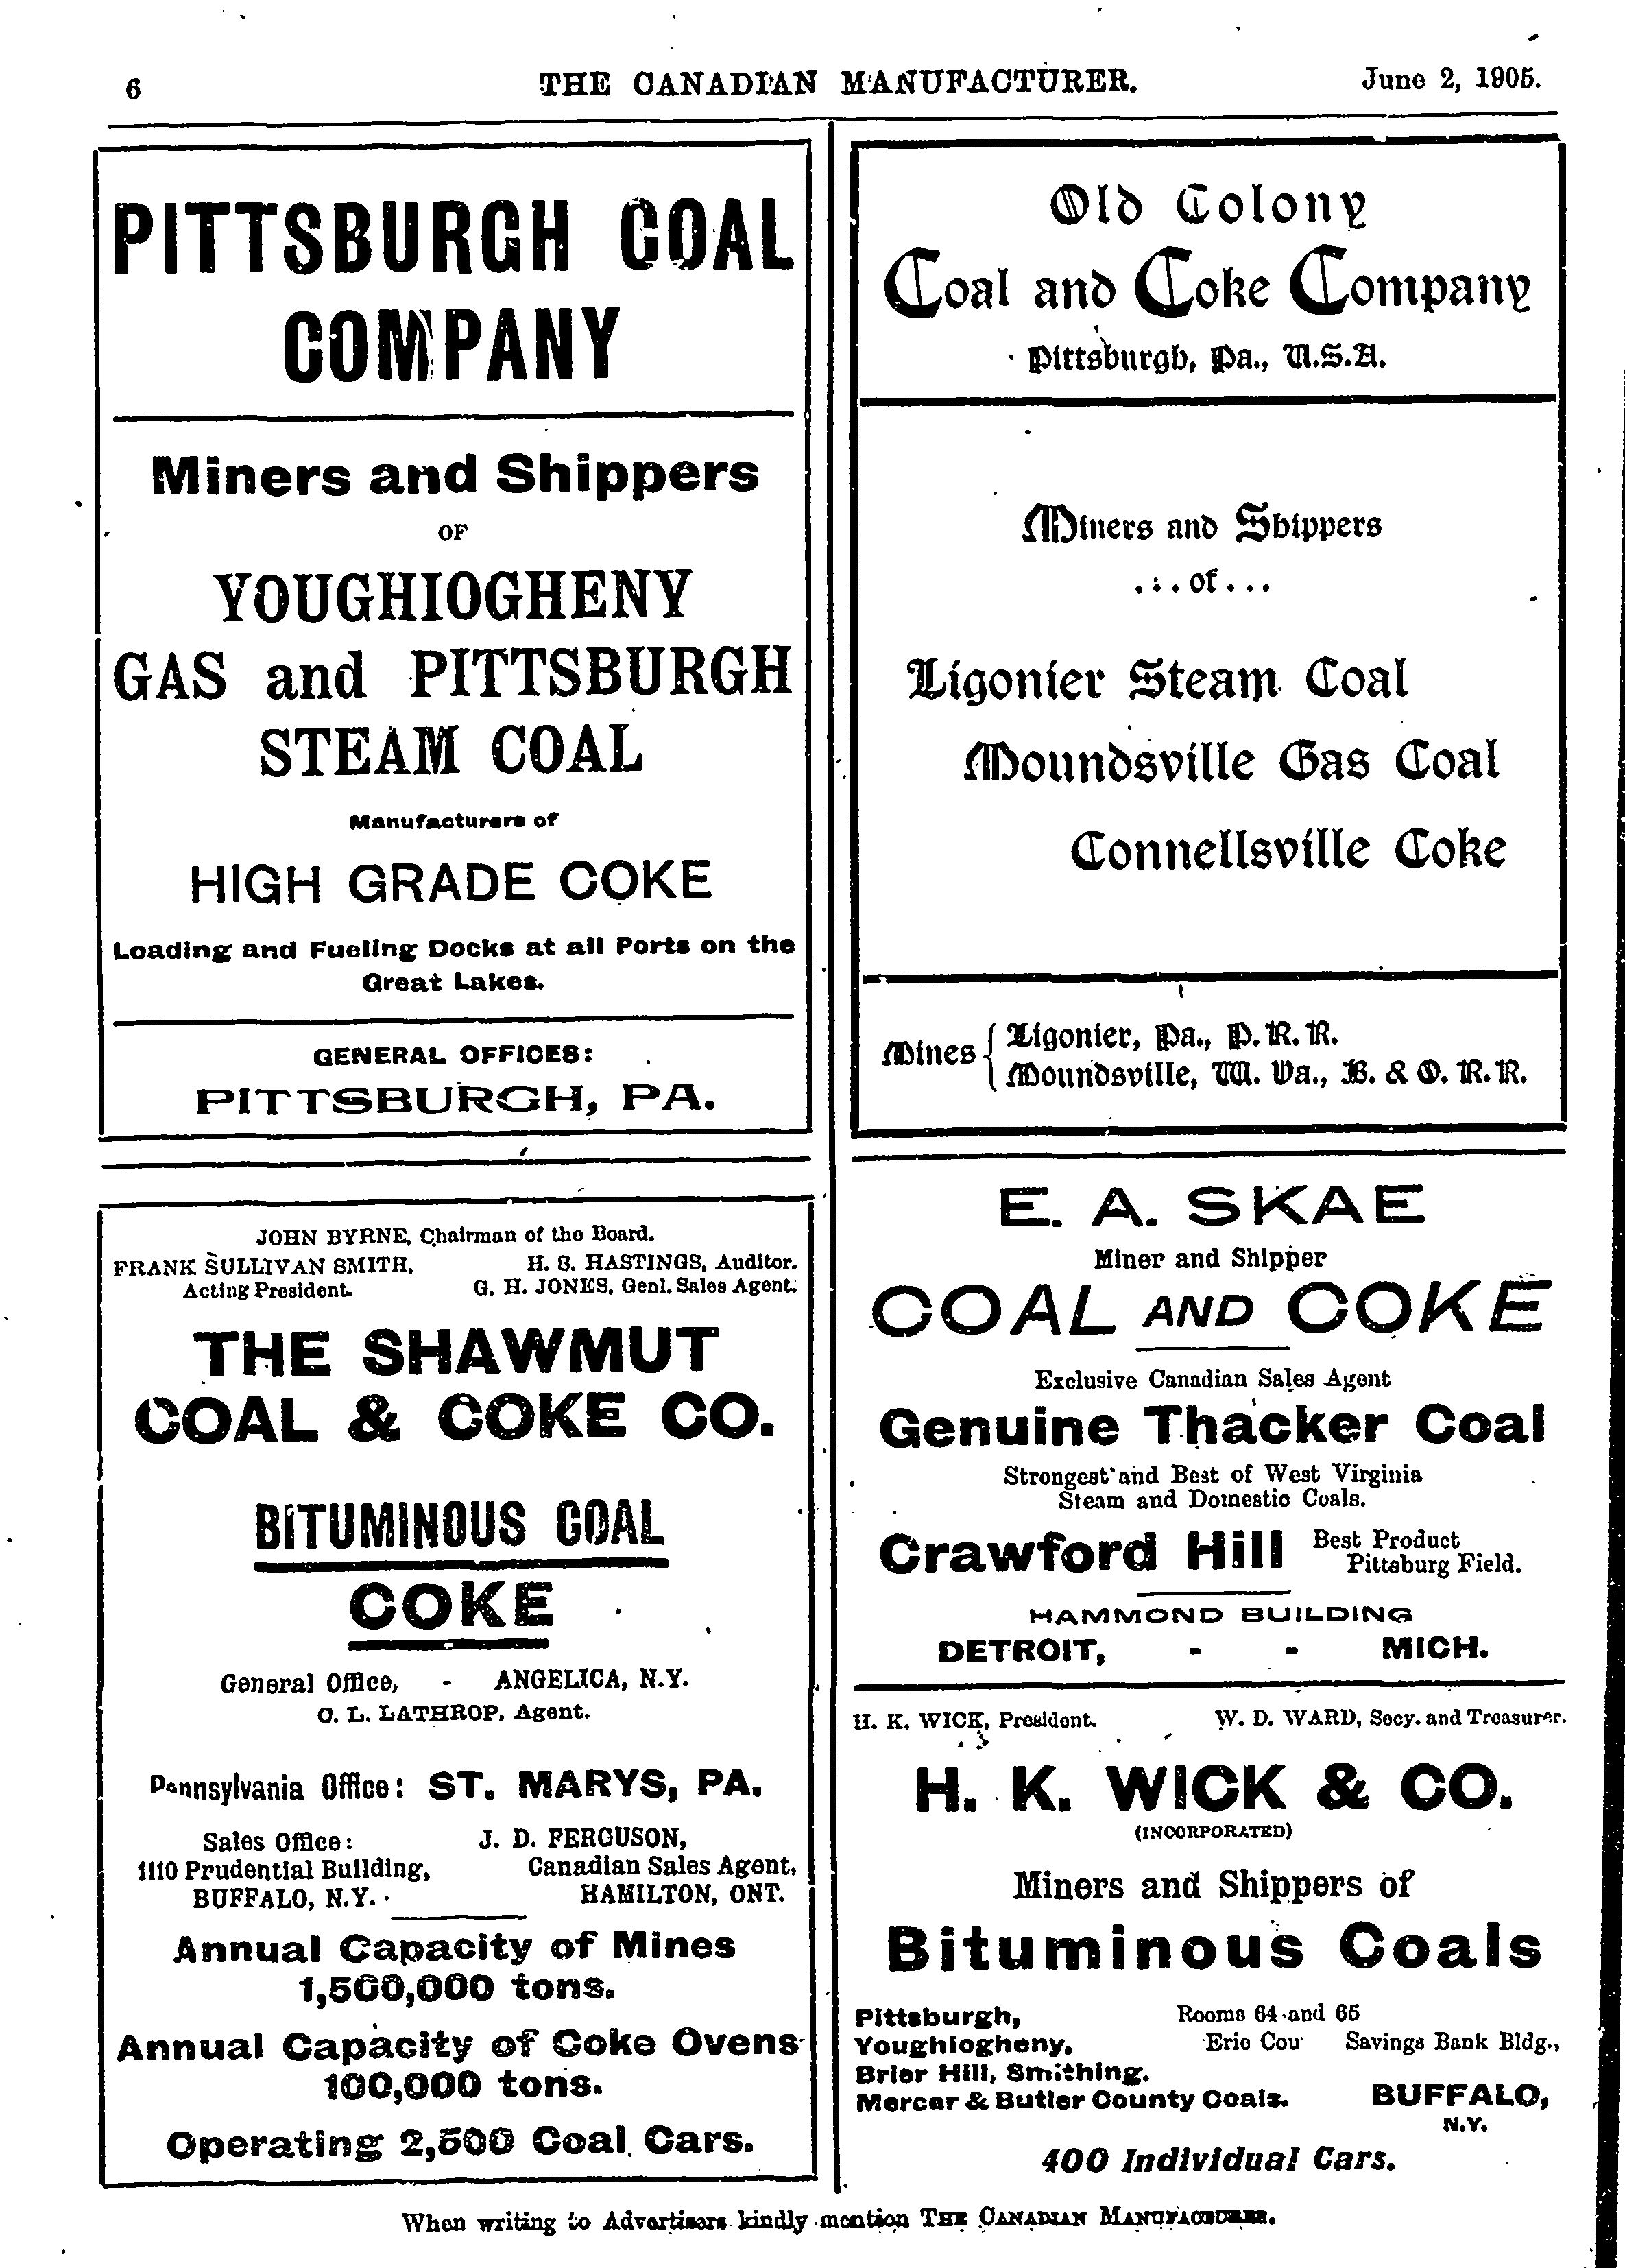 6 THE CANADIAN MANUFACTURER. June 2, 1905.
PITTSBURGH COAL
COMPANY
Miners and Shippers
OF
YOUGHIOGHENY
GAS and PITTSBURGH
STEAM COAL
Manufacturers of
HIGH GRADE COKE
Loading and Fueling Docks at all Ports on the
Great Lakes.
GENERAL OFFICES:
PITTSBURGH, PA.
JOHN BYRNE, Chairman of the Board.
FRANK SULLIVAN SMITH, H. S. HASTINGS, Auditor.
Acting President. G. H. JONES, Genl. Sales Agent.
THE SHAWMUT
COAL & COKE CO.
BITUMINOUS COAL
COKE
General Office, - ANGELICA, N.Y.
C. L. LATHROP, Agent.
Pennsylvania Office: ST. MARYS, PA.
Sales Office: J. D. FERGUSON,
1110 Prudential Building, Canadian Sales Agent,
BUFFALO, N.Y. HAMILTON, ONT.
Annual Capacity of Mines
1,500,000 tons.
Annual Capacity of Coke Ovens
100,000 tons.
Operating 2,500 Coal Cars.
Old Colony
Coal and Coke Company
Pittsburgh, Pa., U.S.A.
Miners and Shippers
...of...
Ligonier Steam Coal
Moundsville Gas Coal
Connellsville Coke
Mines { Ligonier, Pa., P. R. R.
Moundsville, W. Va., B. & O. R. R.
E. A. SKAE
Miner and Shipper
COAL AND COKE
Exclusive Canadian Sales Agent
Genuine Thacker Coal
Strongest and Best of West Virginia
Steam and Domestic Coals.
Crawford Hill Best Product
Pittsburg Field.
HAMMOND BUILDING
DETROIT, - - MICH.
H. K. WICK, President. W. D. WARD, Secy. and Treasurer.
H. K. WICK & CO.
(INCORPORATED)
Miners and Shippers of
Bituminous Coals
Pittsburgh, Rooms 64 and 65
Youghiogheny, Erie Cou Savings Bank Bldg.,
Brier Hill, Smithing.
Mercer & Butler County Coals. BUFFALO,
N.Y.
400 Individual Cars.
When writing to Advertisers kindly mention THE CANADIAN MANUFACTURER.